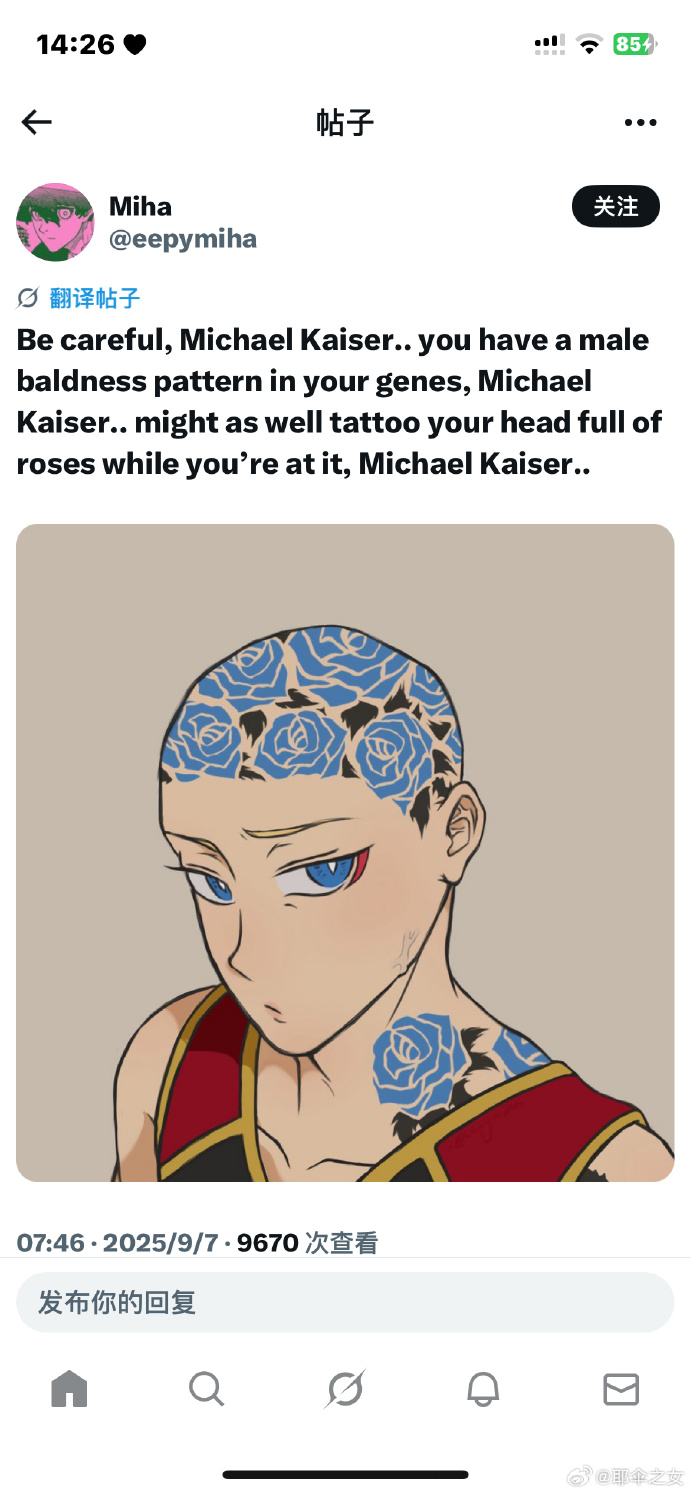 14:26
85
帖子
Miha
关注
@eepymiha
翻译帖子
Be careful, Michael Kaiser.. you have a male
baldness pattern in your genes, Michael
Kaiser.. might as well tattoo your head full of
roses while you’re at it, Michael Kaiser..
07:46 · 2025/9/7 · 9670 次查看
发布你的回复
@耶伞之女